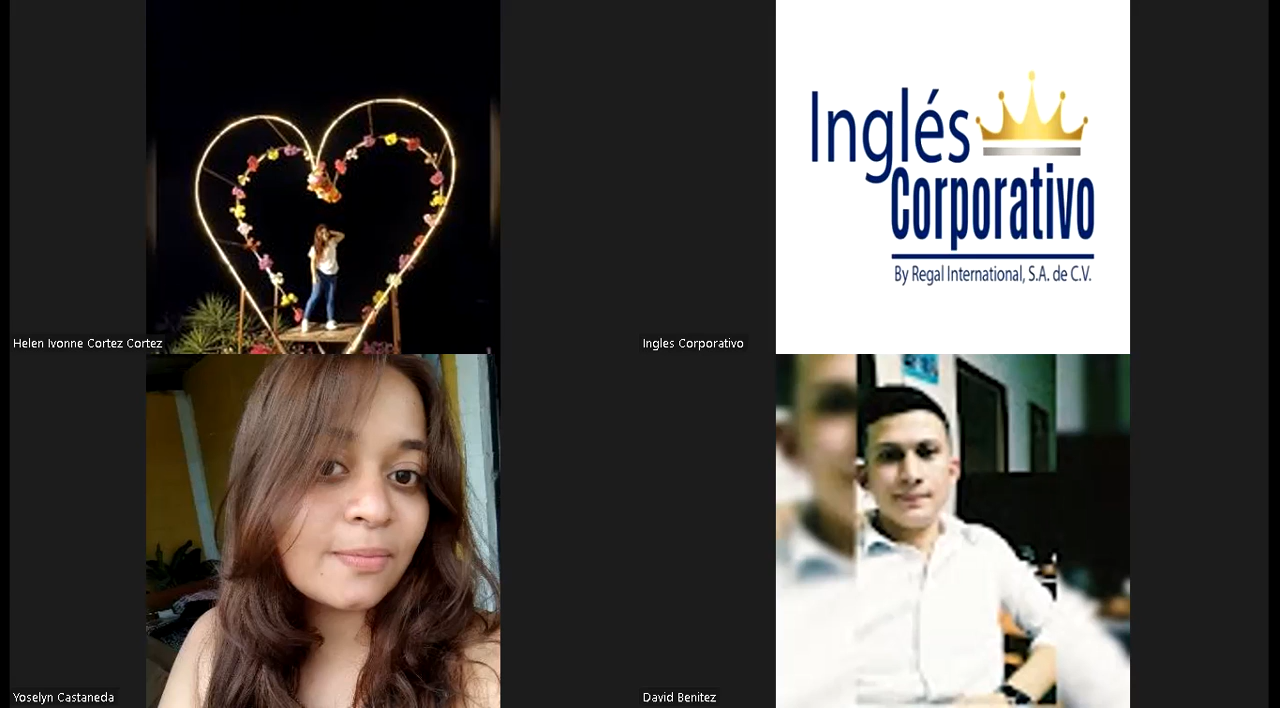 Inglés
Corporativo
By Regal International, S.A. de C.V.
Helen Ivonne Cortez Cortez
Ingles Corporativo
Yoselyn Castaneda
David Benitez